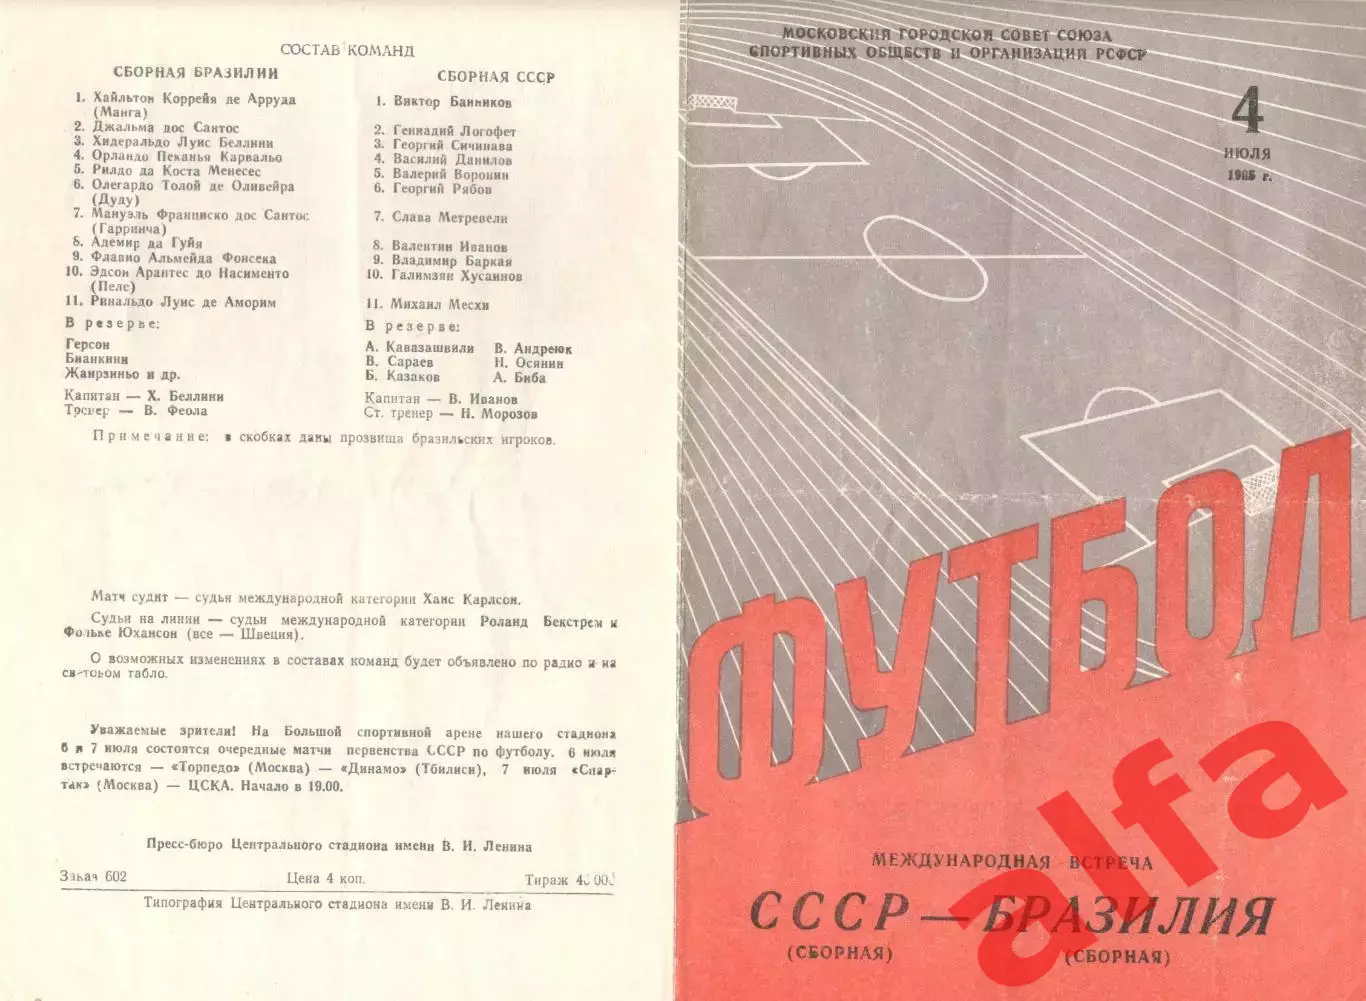 СОСТАВ КОМАНД
СБОРНАЯ БРАЗИЛИИ
1. Хайльтон Коррейя де Арруда
(Манга)
2. Джальма дос Сантос
3. Хидеральдо Луис Беллини
4. Орландо Пеканья Карвальо
5. Рилдо да Коста Менесес
6. Олегардо Толой де Оливейра
(Дуду)
7. Мануэль Франциско дос Сантос
(Гарринча)
8. Адемир да Гуйя
9. Флавио Альмейда Фонсека
10. Эдсон Арантес до Насименто
(Пеле)
11. Ринальдо Луис де Аморим
В резерве:
Герсон
Бианкини
Жаирзиньо и др.
Капитан — Х. Беллини
Тренер — В. Феола
СБОРНАЯ СССР
1. Виктор Банников
2. Геннадий Логофет
3. Георгий Сичинава
4. Василий Данилов
5. Валерий Воронин
6. Георгий Рябов
7. Слава Метревели
8. Валентин Иванов
9. Владимир Баркая
10. Галимзян Хусаинов
11. Михаил Месхи
В резерве:
А. Кавазашвили В. Андреюк
В. Сараев Н. Осянин
Б. Казаков А. Биба
Капитан — В. Иванов
Ст. тренер — Н. Морозов
Примечание: в скобках даны прозвища бразильских игроков.
Матч судит — судья международной категории Ханс Карлсон.
Судьи на линии — судьи международной категории Роланд Бекстрем и
Фольке Юхансон (все — Швеция).
О возможных изменениях в составах команд будет объявлено по радио и на
световом табло.
Уважаемые зрители! На Большой спортивной арене нашего стадиона
6 и 7 июля состоятся очередные матчи первенства СССР по футболу. 6 июля
встречаются — «Торпедо» (Москва) — «Динамо» (Тбилиси), 7 июля «Спар-
так» (Москва) — ЦСКА. Начало в 19.00.
Пресс-бюро Центрального стадиона имени В. И. Ленина
Заказ 602 Цена 4 коп. Тираж
Типография Центрального стадиона имени В. И. Ленина
МОСКОВСКИЙ ГОРОДСКОЙ СОВЕТ СОЮЗА
СПОРТИВНЫХ ОБЩЕСТВ И ОРГАНИЗАЦИЙ РСФСР
4
ИЮЛЯ
1965 г.
ФУТБОЛ
МЕЖДУНАРОДНАЯ ВСТРЕЧА
СССР — БРАЗИЛИЯ
(СБОРНАЯ) (СБОРНАЯ)
alfa